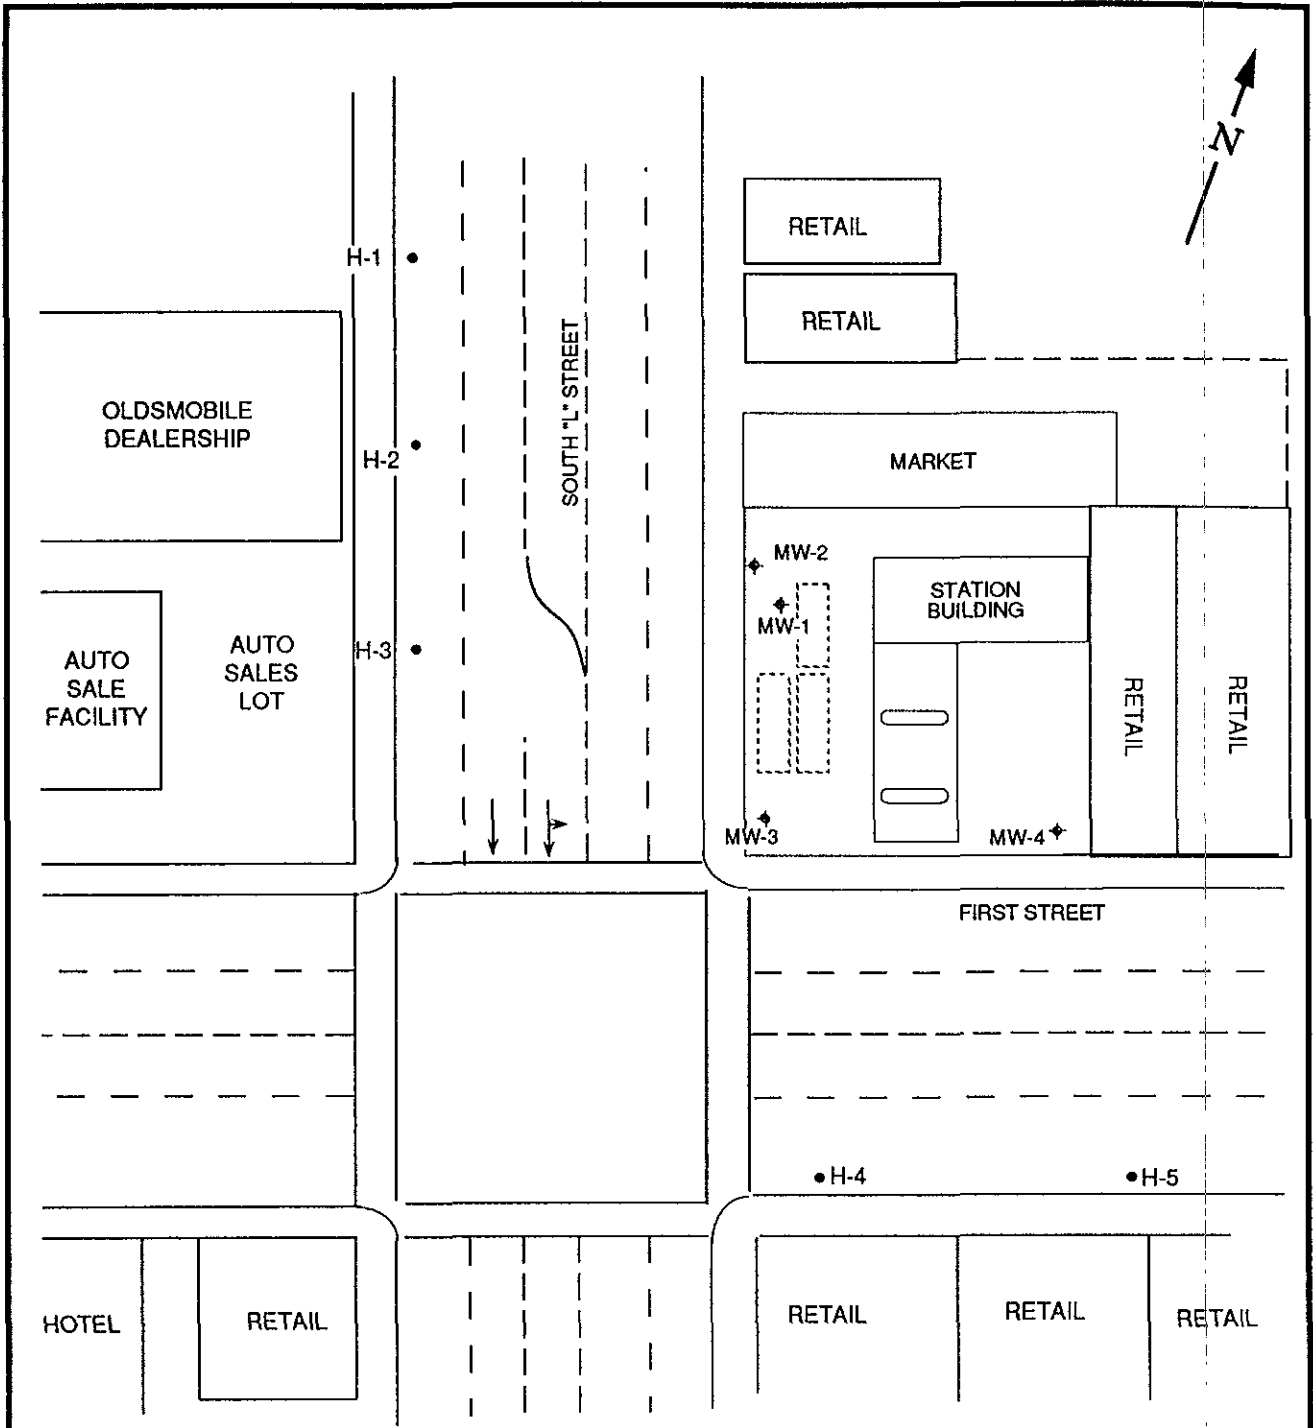 N
RETAIL
H-1
RETAIL
SOUTH "L" STREET
OLDSMOBILE
DEALERSHIP
H-2
MARKET
MW-2
STATION
BUILDING
MW-1
H-3
AUTO
SALES
LOT
AUTO
SALE
FACILITY
RETAIL
RETAIL
MW-3
MW-4
FIRST STREET
H-4
H-5
HOTEL
RETAIL
RETAIL
RETAIL
RETAIL